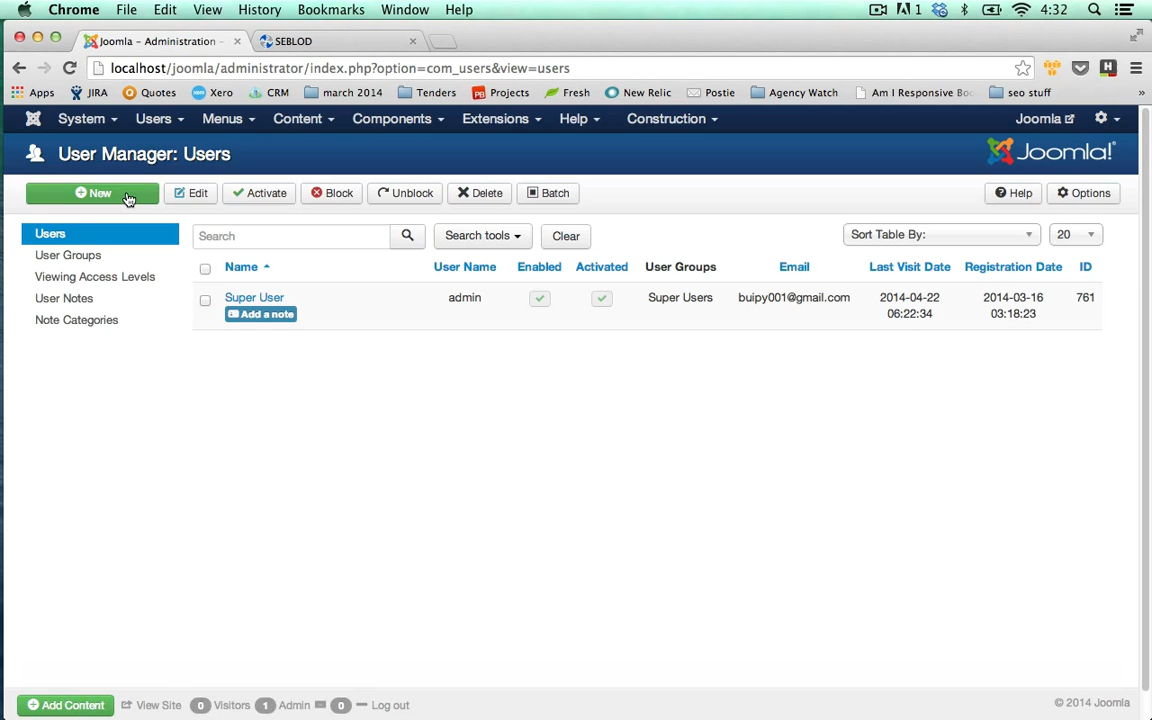 Chrome File Edit View History Bookmarks Window Help 1 4:32
Joomla - Administration - SEBLOD
localhost/joomla/administrator/index.php?option=com_users&view=users
Apps JIRA Quotes Xero CRM march 2014 Tenders Projects Fresh New Relic Postie Agency Watch Am I Responsive Boo seo stuff »
System Users Menus Content Components Extensions Help Construction Joomla
User Manager: Users Joomla!
New Edit Activate Block Unblock Delete Batch Help Options
Users Search Search tools Clear Sort Table By: 20
User Groups
Name User Name Enabled Activated User Groups Email Last Visit Date Registration Date ID
Viewing Access Levels
User Notes
Super User admin Super Users buipy001@gmail.com 2014-04-22 2014-03-16 761
Add a note 06:22:34 03:18:23
Note Categories
Add Content View Site 0 Visitors 1 Admin 0 Log out © 2014 Joomla